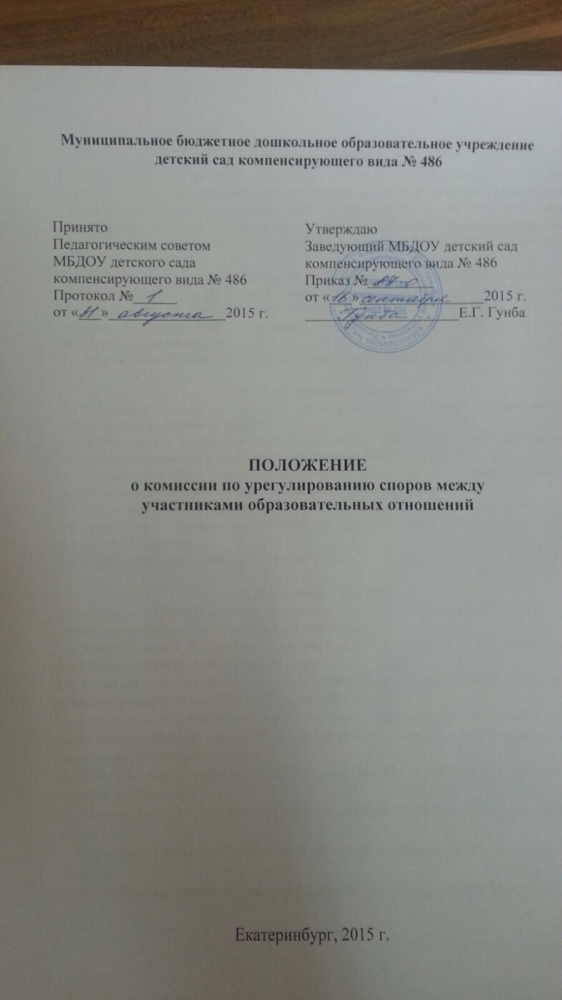 Муниципальное бюджетное дошкольное образовательное учреждение
детский сад компенсирующего вида № 486
Принято
Педагогическим советом
МБДОУ детского сада
компенсирующего вида № 486
Протокол № 1
от «31» августа 2015 г.
Утверждаю
Заведующий МБДОУ детский сад
компенсирующего вида № 486
Приказ № 87-о
от «16» сентября 2015 г.
Гунба Е.Г. Гунба
ОГРН 1026602337827
ПОЛОЖЕНИЕ
о комиссии по урегулированию споров между
участниками образовательных отношений
Екатеринбург, 2015 г.